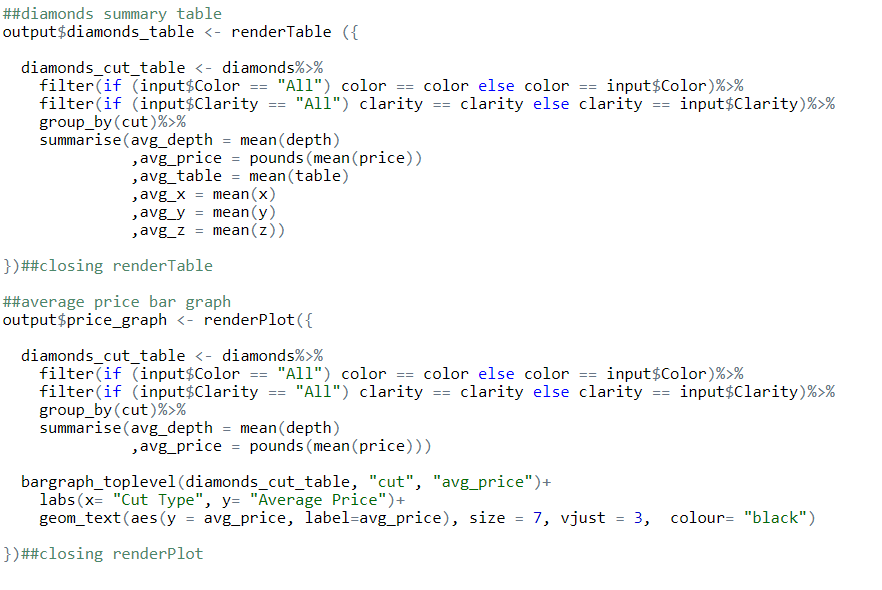 ##diamonds summary table
output$diamonds_table <- renderTable ({
diamonds_cut_table <- diamonds%>%
filter(if (input$Color == "All") color == color else color == input$Color)%>%
filter(if (input$Clarity == "All") clarity == clarity else clarity == input$Clarity)%>%
group_by(cut)%>%
summarise(avg_depth = mean(depth)
,avg_price = pounds(mean(price))
,avg_table = mean(table)
,avg_x = mean(x)
,avg_y = mean(y)
,avg_z = mean(z))
})##closing renderTable
##average price bar graph
output$price_graph <- renderPlot({
diamonds_cut_table <- diamonds%>%
filter(if (input$Color == "All") color == color else color == input$Color)%>%
filter(if (input$Clarity == "All") clarity == clarity else clarity == input$Clarity)%>%
group_by(cut)%>%
summarise(avg_depth = mean(depth)
,avg_price = pounds(mean(price)))
bargraph_toplevel(diamonds_cut_table, "cut", "avg_price")+
labs(x= "Cut Type", y= "Average Price")+
geom_text(aes(y = avg_price, label=avg_price), size = 7, vjust = 3,  colour= "black")
})##closing renderPlot